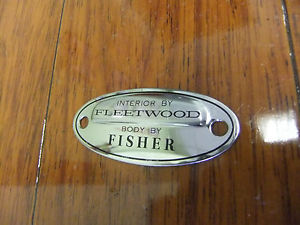 INTERIOR BY
FLEETWOOD
BODY BY
FISHER